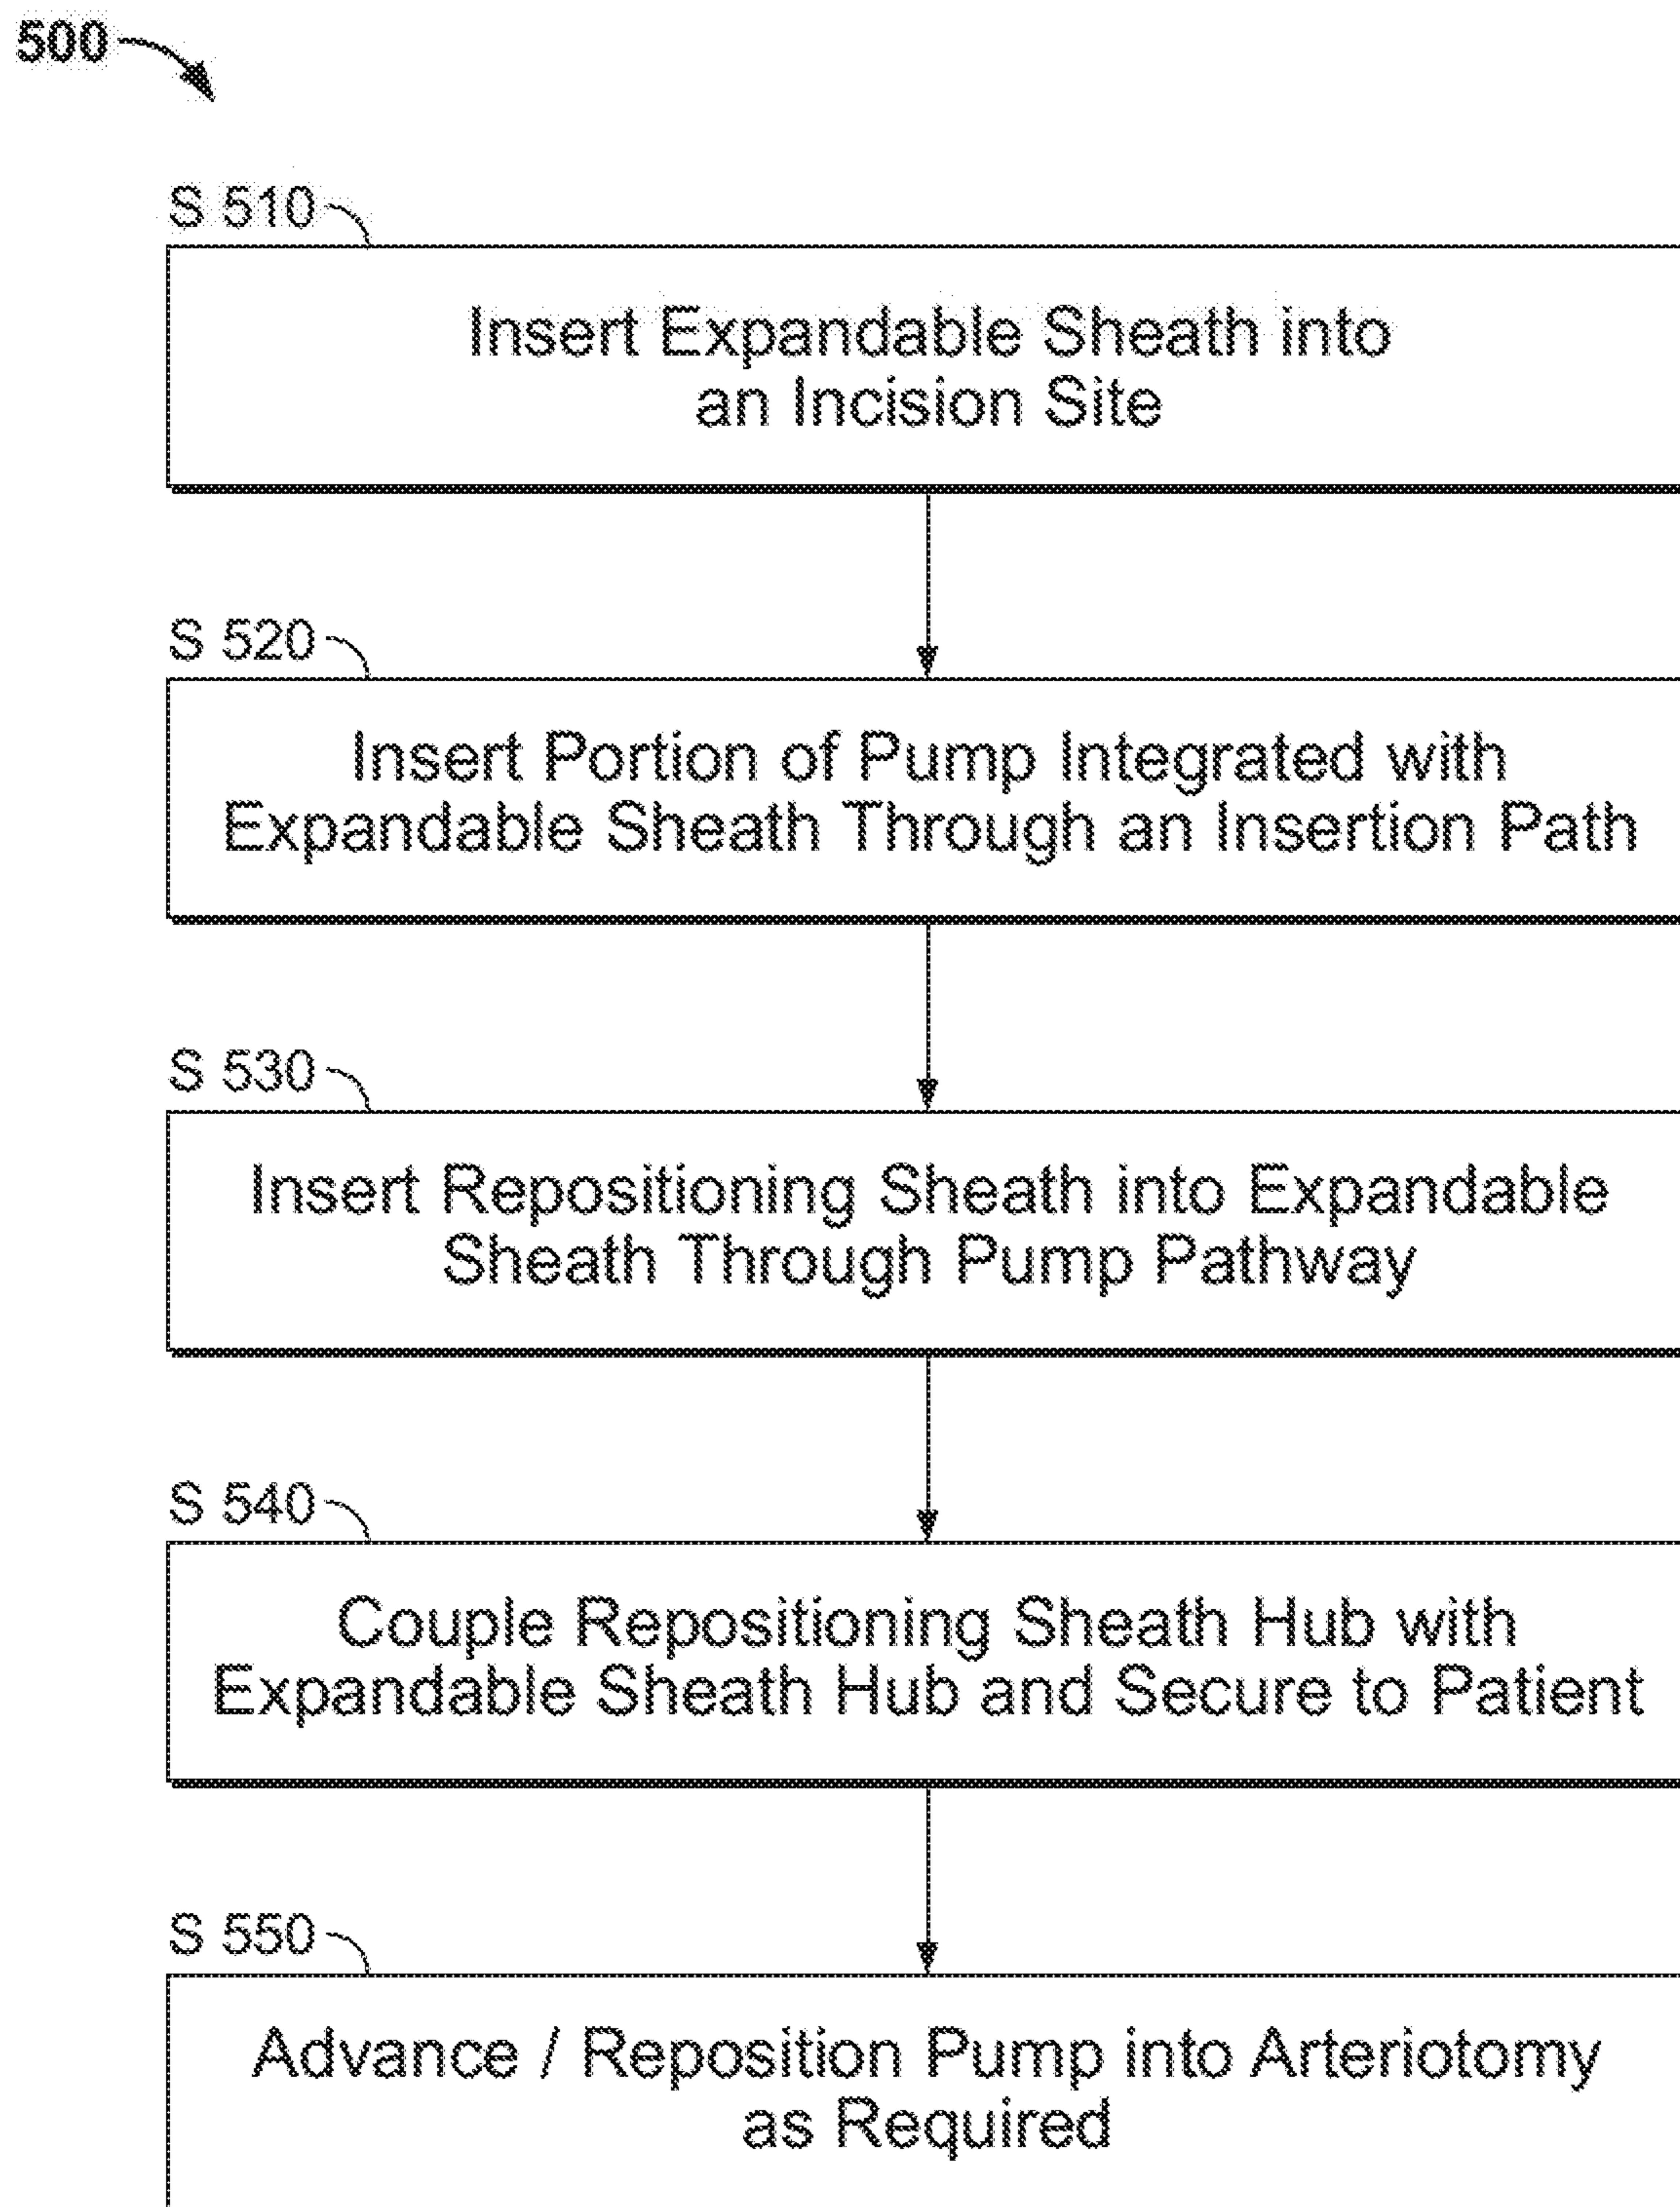 500
S 510
Insert Expandable Sheath into
an Incision Site
S 520
Insert Portion of Pump Integrated with
Expandable Sheath Through an Insertion Path
S 530
Insert Repositioning Sheath into Expandable
Sheath Through Pump Pathway
S 540
Couple Repositioning Sheath Hub with
Expandable Sheath Hub and Secure to Patient
S 550
Advance / Reposition Pump into Arteriotomy
as Required